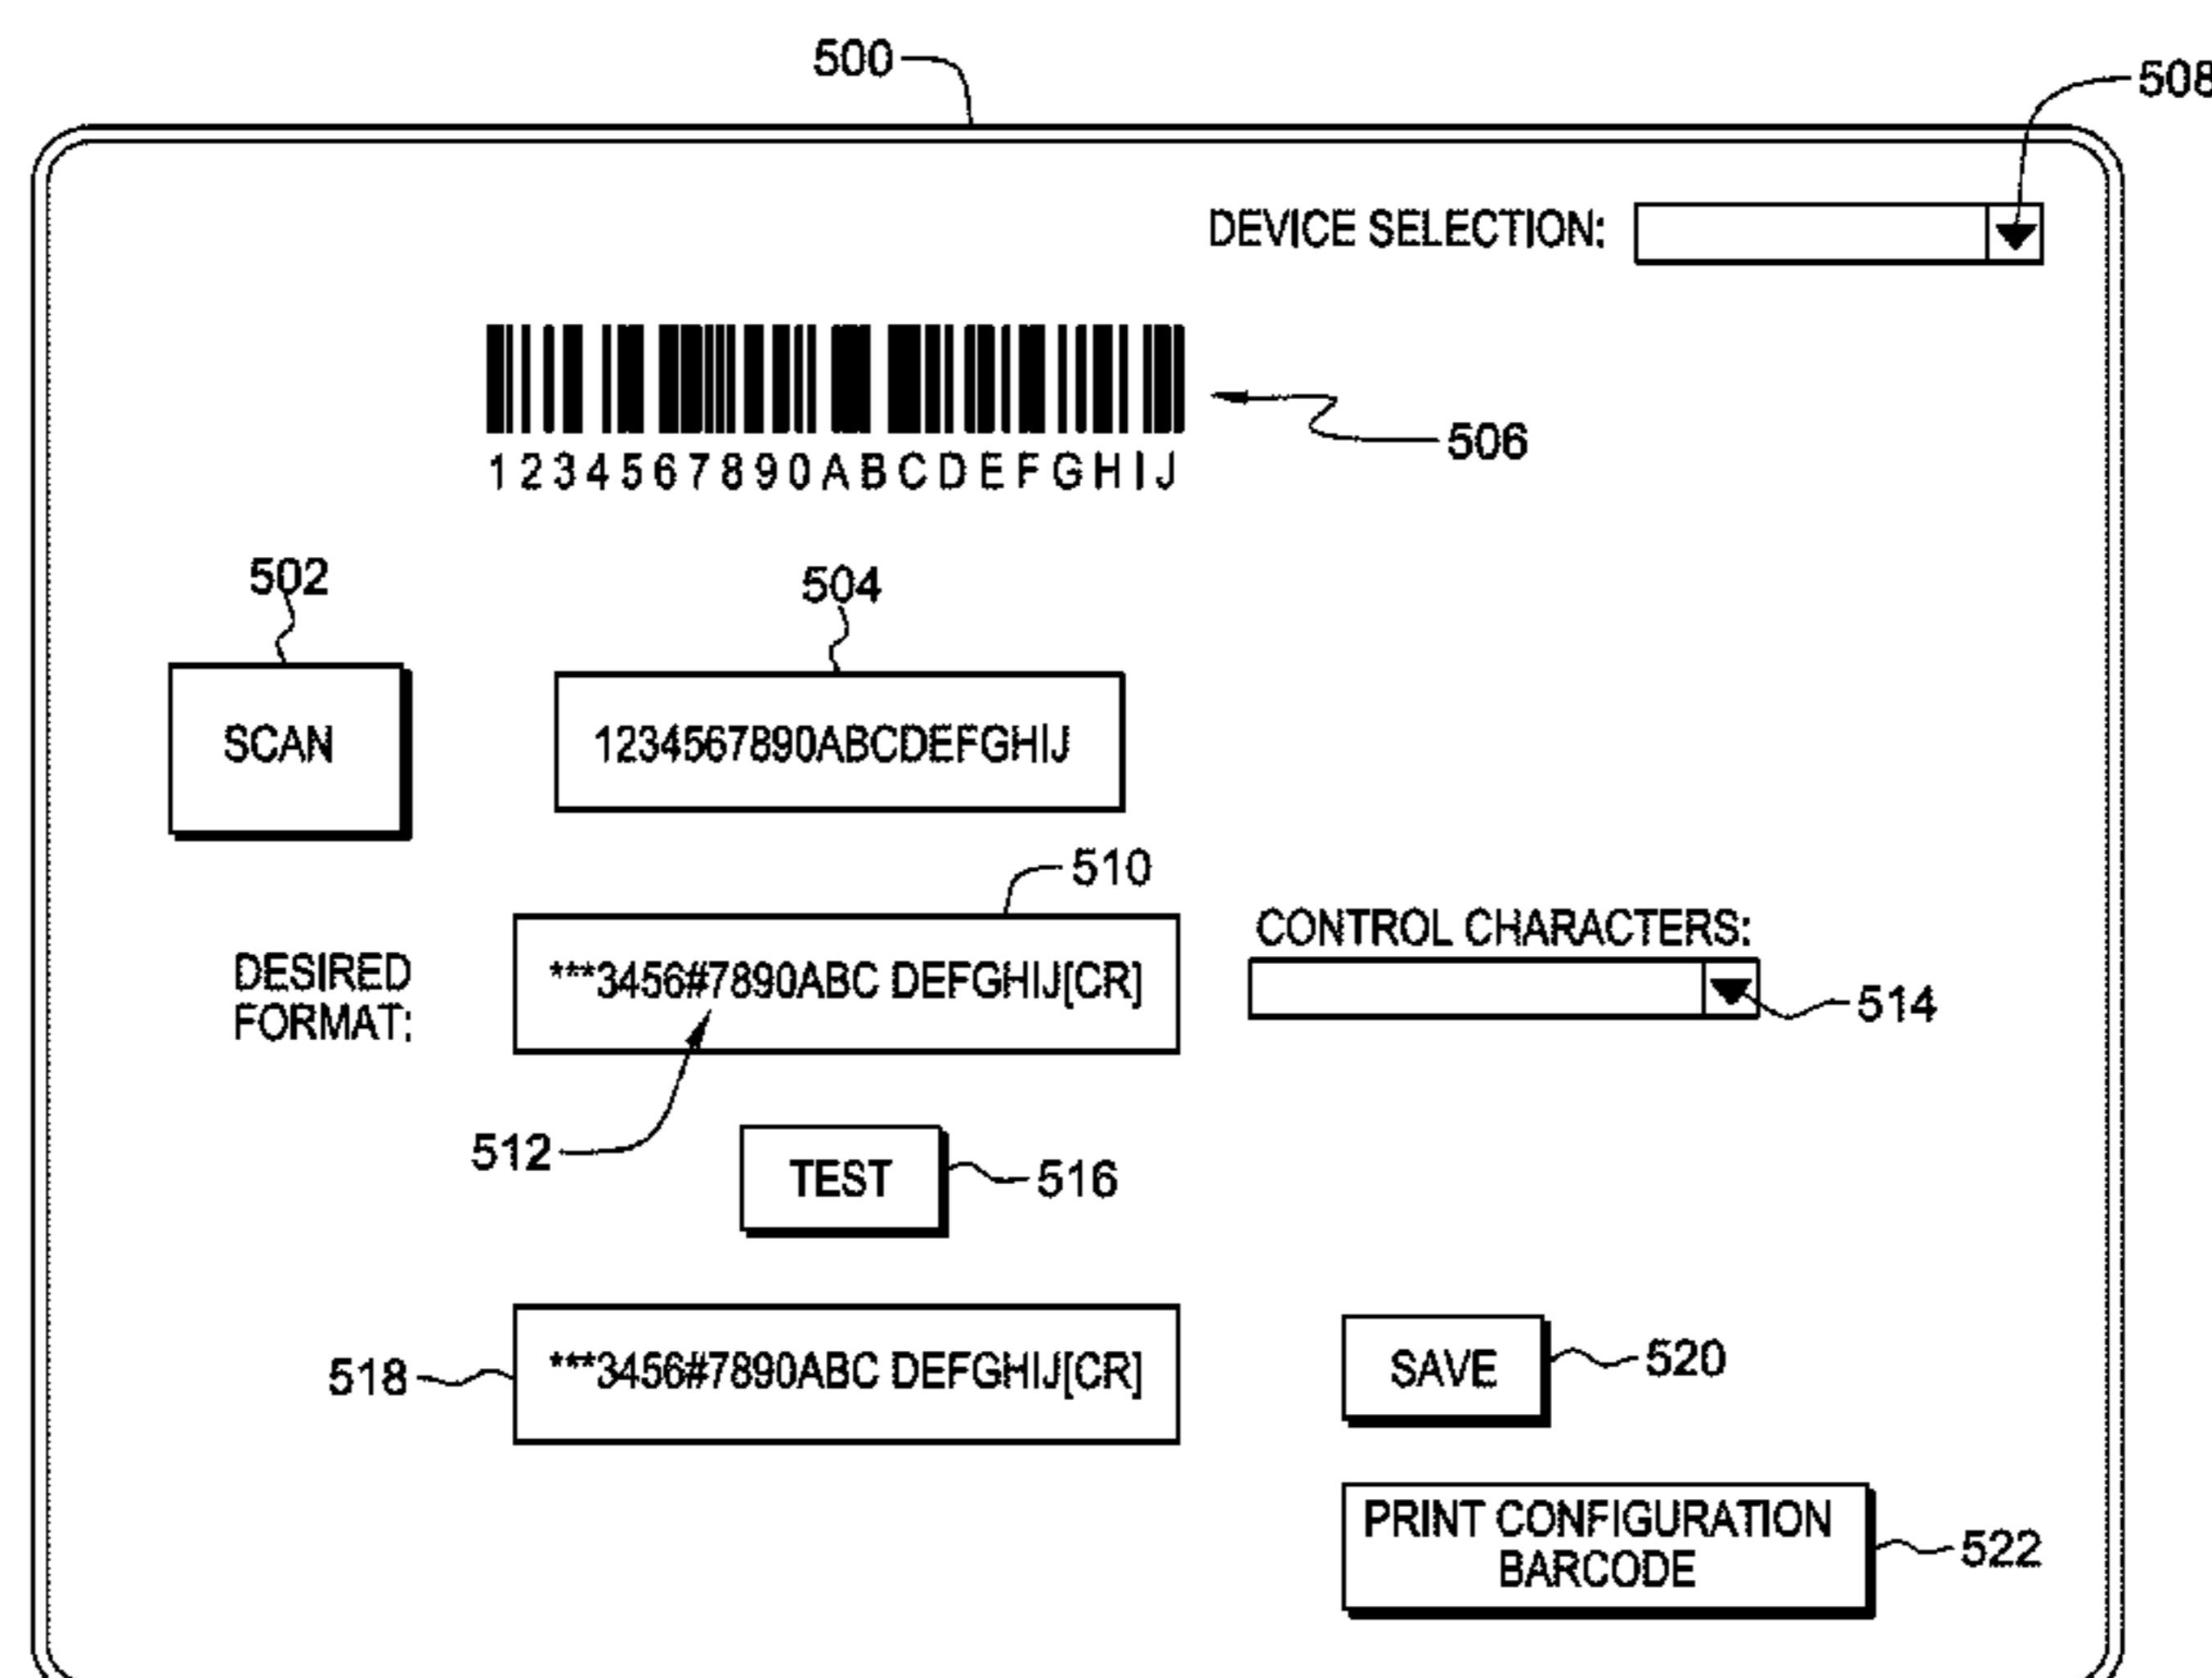 500
508
DEVICE SELECTION:
506
1234567890ABCDEFGHIJ
502
504
SCAN
1234567890ABCDEFGHIJ
510
DESIRED
FORMAT:
***3456#7890ABC DEFGHIJ[CR]
CONTROL CHARACTERS:
514
512
TEST
516
518
***3456#7890ABC DEFGHIJ[CR]
SAVE
520
PRINT CONFIGURATION
BARCODE
522